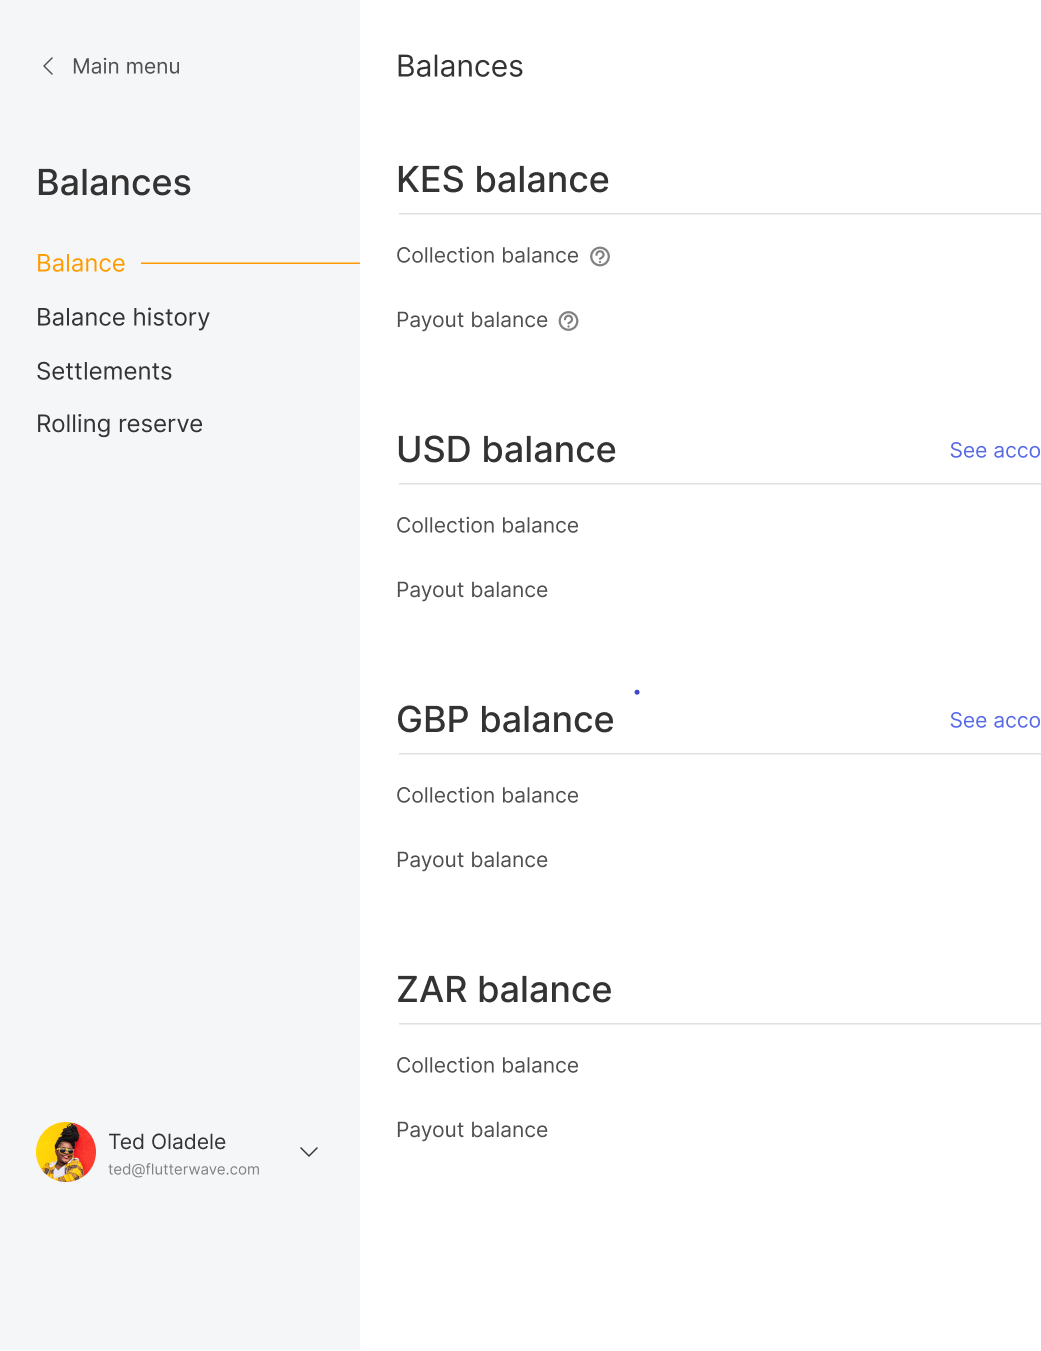 Main menu
Balances
Balance
Balance history
Settlements
Rolling reserve
Ted Oladele
ted@flutterwave.com
Balances
KES balance
Collection balance
Payout balance
USD balance
See acco
Collection balance
Payout balance
GBP balance
See acco
Collection balance
Payout balance
ZAR balance
Collection balance
Payout balance